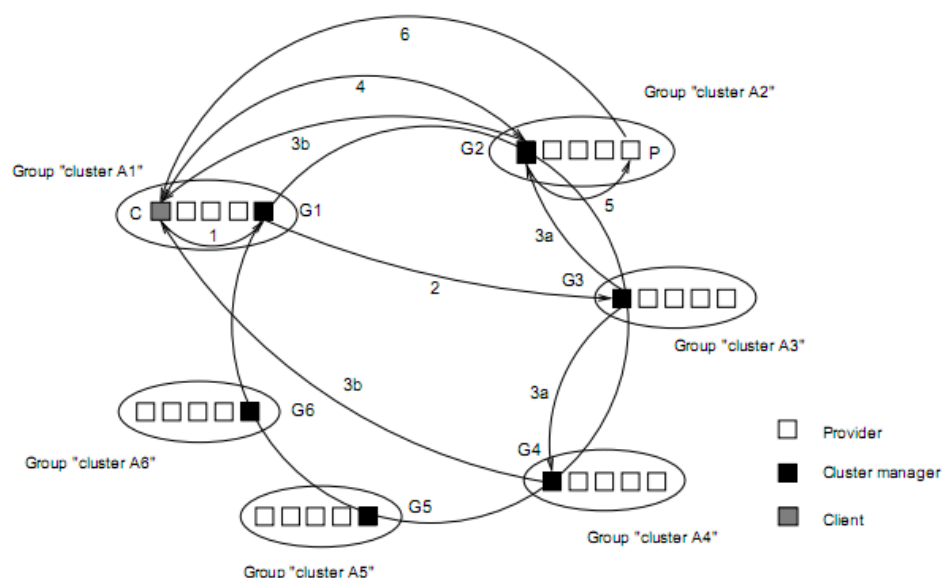 6
Group "cluster A2"
4
3b
G2
P
Group "cluster A1"
C
G1
1
5
3a
2
G3
Group "cluster A3"
3b
3a
G6
Group "cluster A6"
G4
Provider
Cluster manager
Client
G5
Group "cluster A4"
Group "cluster A5"